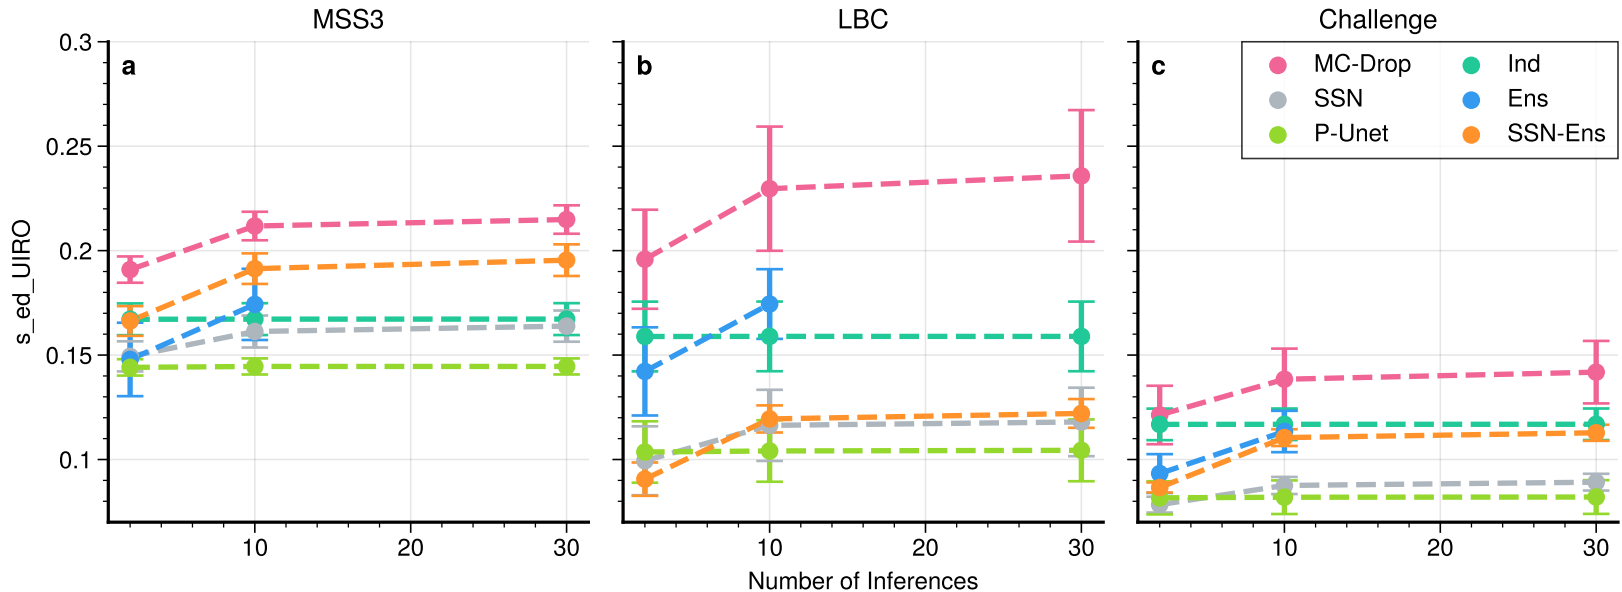 MSS3
LBC
Challenge
a
b
c
MC-Drop
Ind
SSN
Ens
P-Unet
SSN-Ens
0.3
0.25
0.2
0.15
0.1
s_ed_UIRO
10
20
30
10
20
30
10
20
30
Number of Inferences